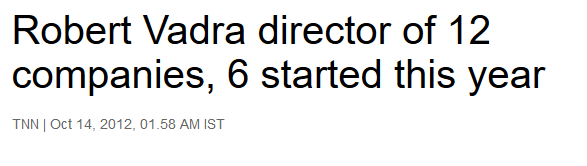 Robert Vadra director of 12
companies, 6 started this year
TNN | Oct 14, 2012, 01.58 AM IST